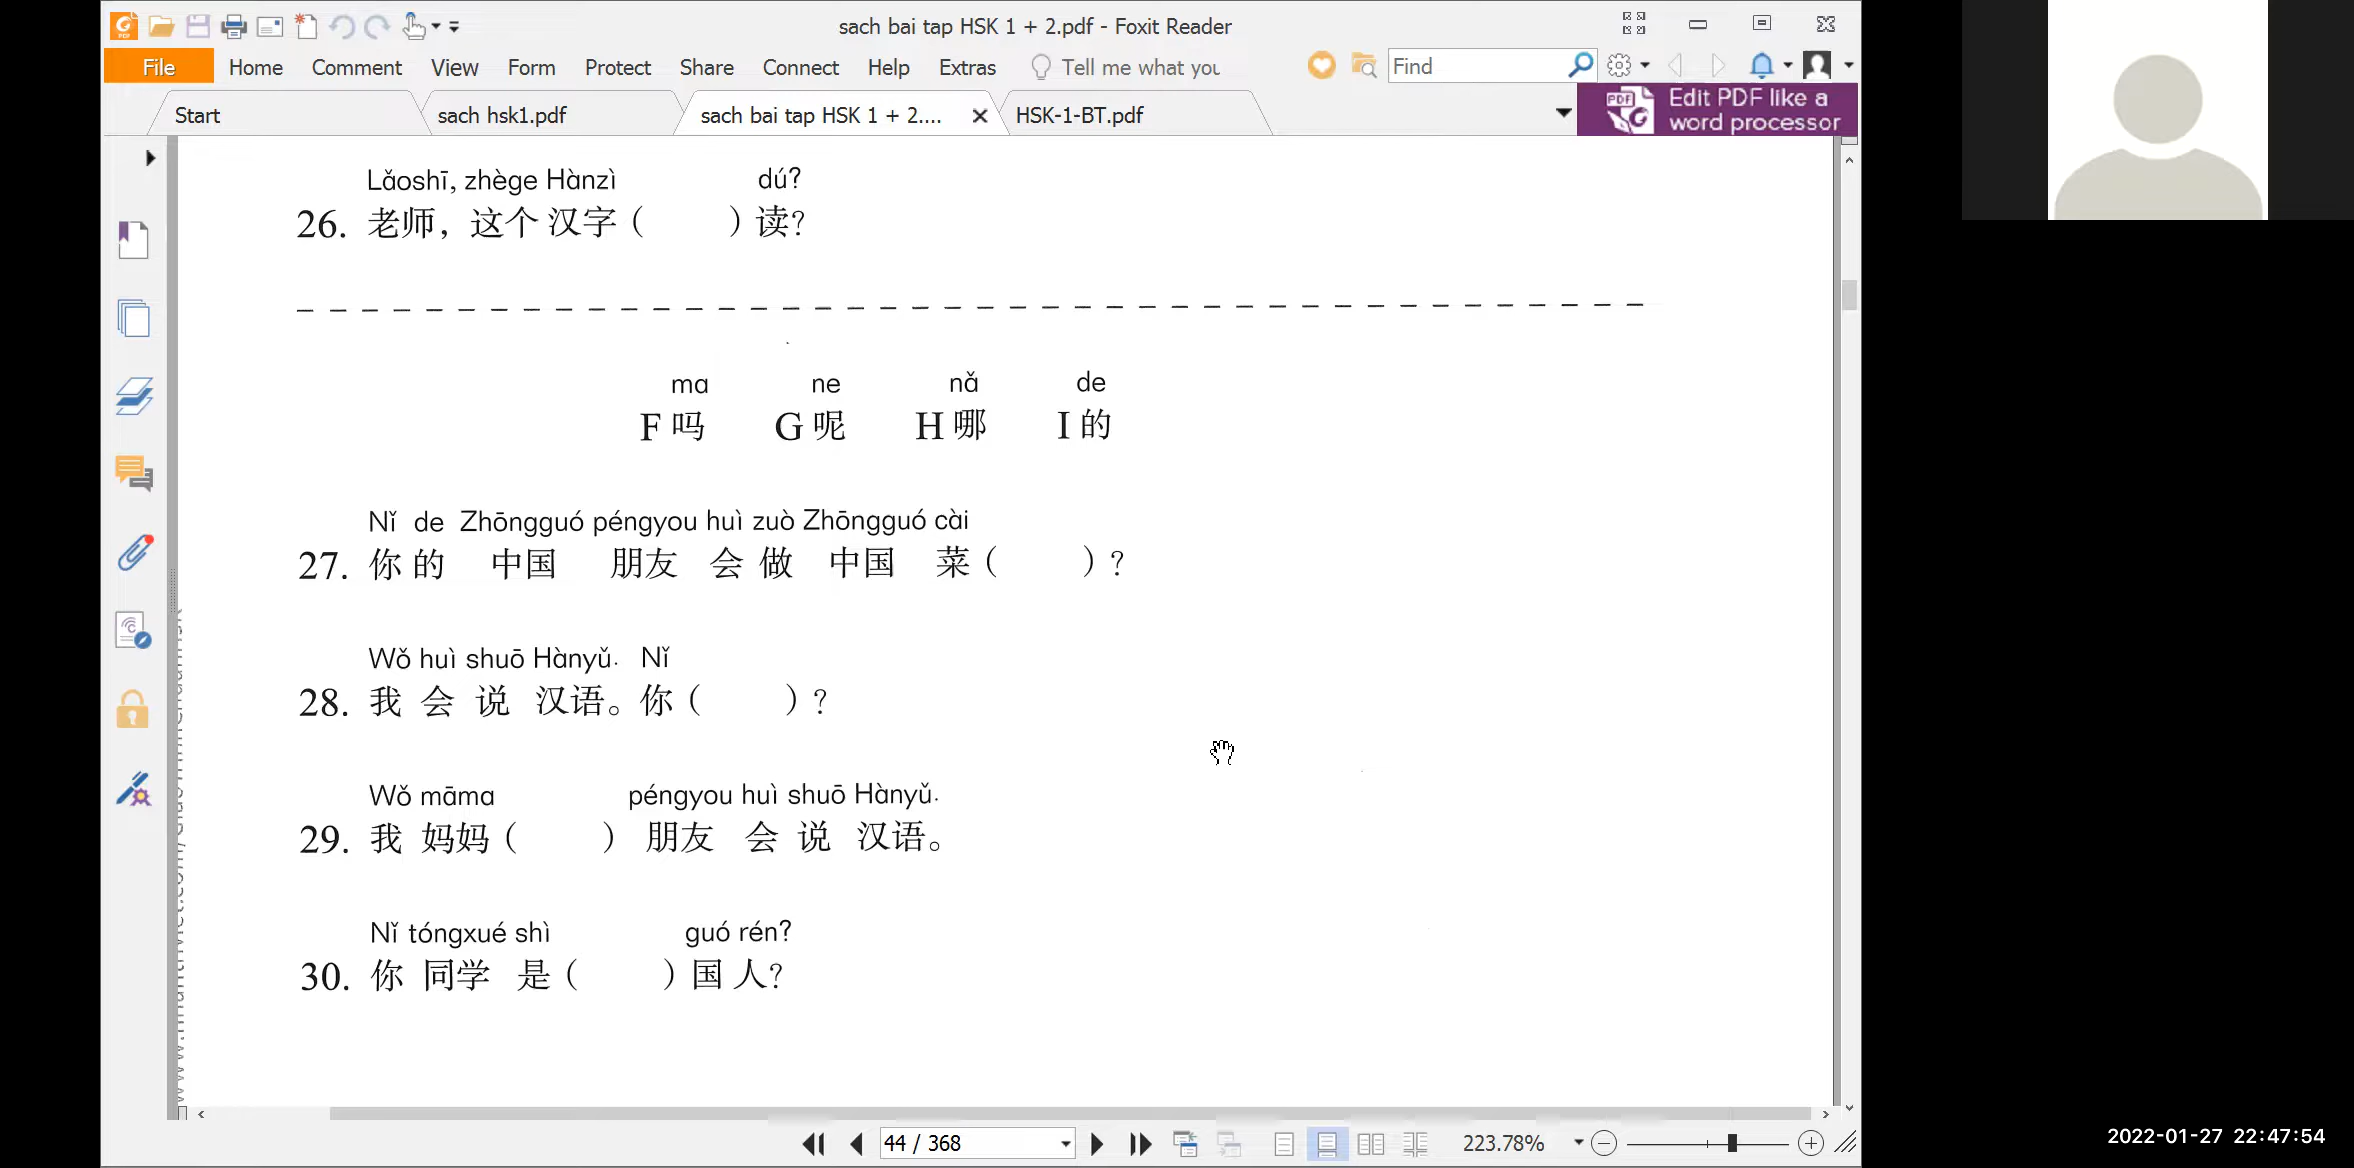 sach bai tap HSK 1 + 2.pdf - Foxit Reader
File Home Comment View Form Protect Share Connect Help Extras Tell me what you Find
Start sach hsk1.pdf sach bai tap HSK 1 + 2.... HSK-1-BT.pdf
PDF Edit PDF like a
word processor
Lǎoshī, zhège Hànzì dú?
26. 老师，这个汉字（ ）读？
ma ne nǎ de
F 吗 G 呢 H 哪 I 的
Nǐ de Zhōngguó péngyou huì zuò Zhōngguó cài
27. 你的 中国 朋友 会 做 中国 菜（ ）？
Wǒ huì shuō Hànyǔ. Nǐ
28. 我 会 说 汉语。你（ ）？
Wǒ māma péngyou huì shuō Hànyǔ.
29. 我 妈妈（ ）朋友 会 说 汉语。
Nǐ tóngxué shì guó rén?
30. 你 同学 是（ ）国 人？
44 / 368 223.78%
2022-01-27 22:47:54